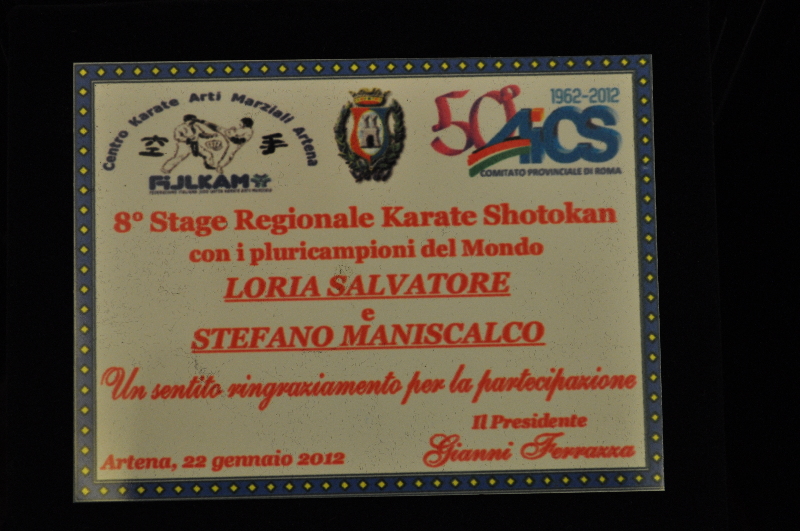 Centro Karate Arti Marziali Artena
空 手
FIJLKAM
50°
1962-2012
AiCS
COMITATO PROVINCIALE DI ROMA
8° Stage Regionale Karate Shotokan
con i pluricampioni del Mondo
LORIA SALVATORE
e
STEFANO MANISCALCO
Un sentito ringraziamento per la partecipazione
Il Presidente
Artena, 22 gennaio 2012
Gianni Ferrazza